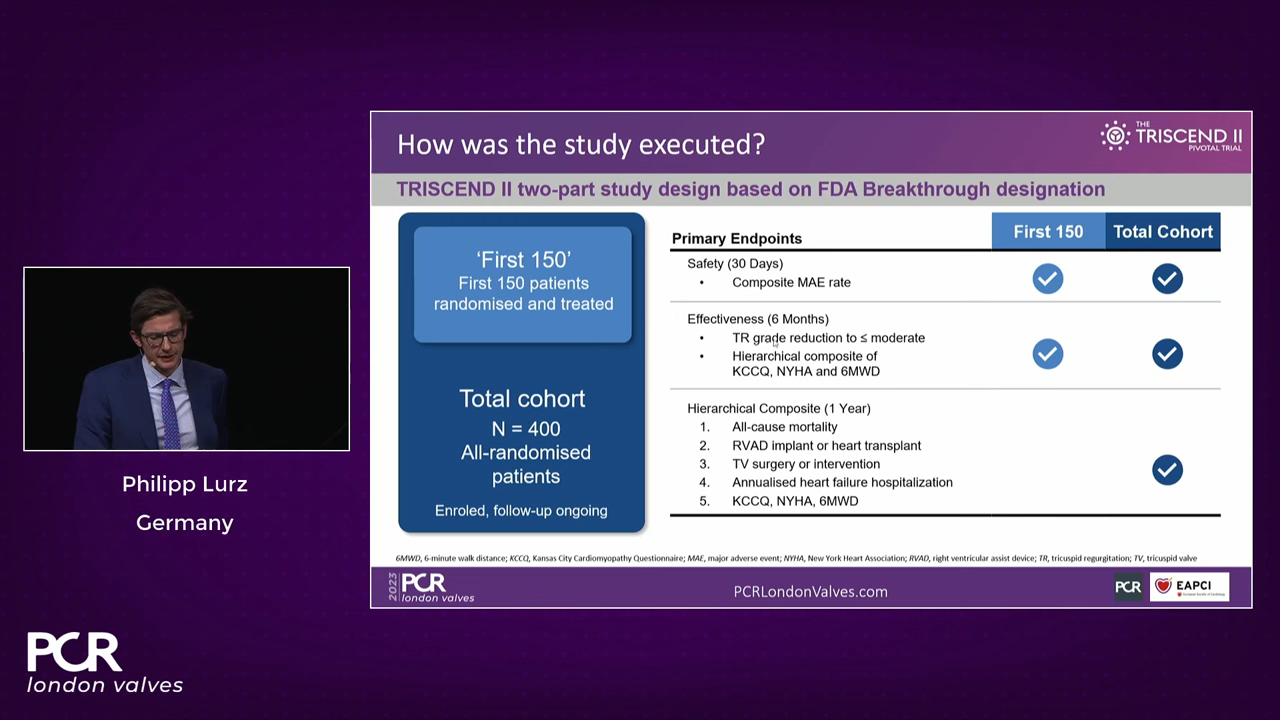 How was the study executed?
THE
TRISCEND II
PIVOTAL TRIAL
TRISCEND II two-part study design based on FDA Breakthrough designation
‘First 150’
First 150 patients
randomised and treated
Total cohort
N = 400
All-randomised
patients
Enroled, follow-up ongoing
Primary Endpoints
First 150
Total Cohort
Safety (30 Days)
• Composite MAE rate
Effectiveness (6 Months)
• TR grade reduction to ≤ moderate
• Hierarchical composite of
KCCQ, NYHA and 6MWD
Hierarchical Composite (1 Year)
1. All-cause mortality
2. RVAD implant or heart transplant
3. TV surgery or intervention
4. Annualised heart failure hospitalization
5. KCCQ, NYHA, 6MWD
6MWD, 6-minute walk distance; KCCQ, Kansas City Cardiomyopathy Questionnaire; MAE, major adverse event; NYHA, New York Heart Association; RVAD, right ventricular assist device; TR, tricuspid regurgitation; TV, tricuspid valve
2023
PCR
london valves
PCRLondonValves.com
PCR
EAPCI
Philipp Lurz
Germany
PCR
london valves